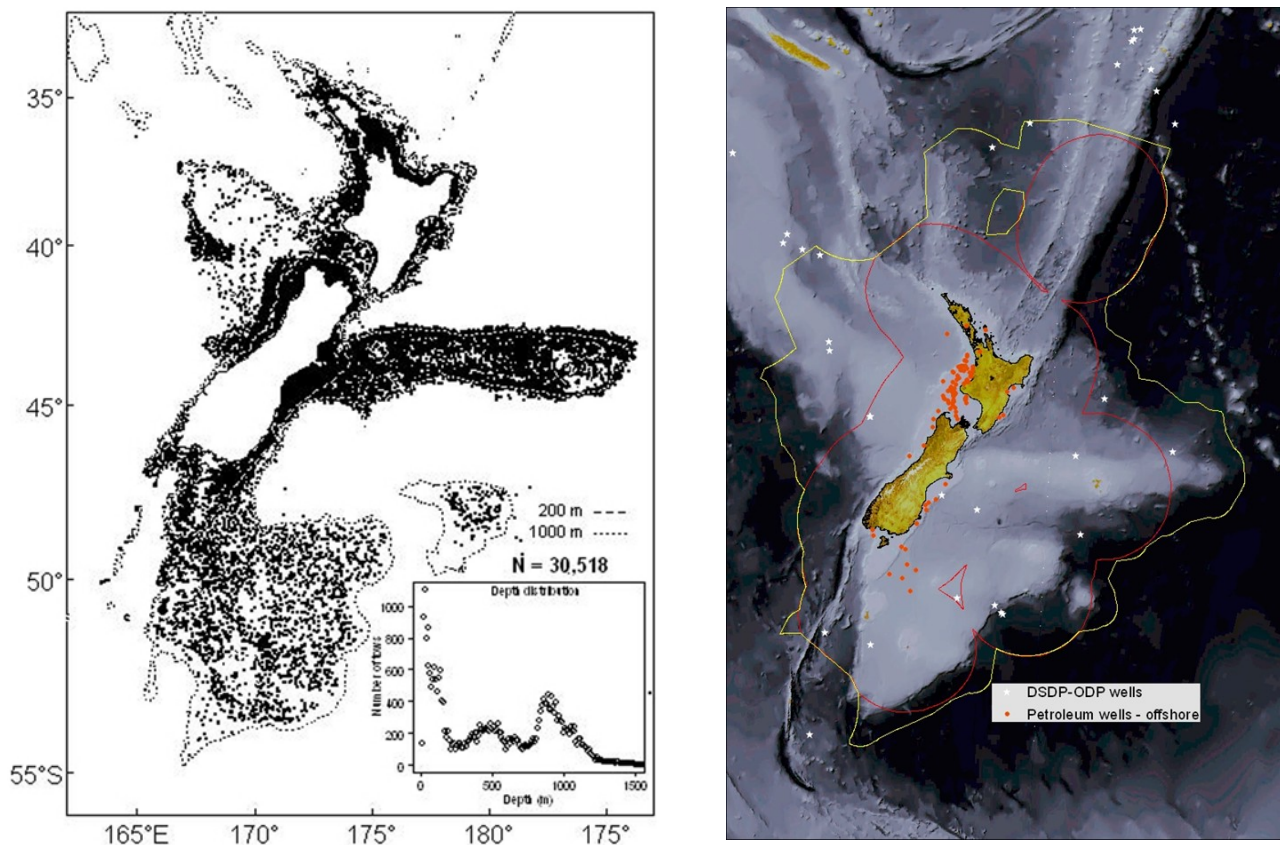 35°
40°
45°
50°
55°S
165°E
170°
175°
180°
175°
200 m
1000 m
N = 30,518
Depth distribution
Number of tows
1000
800
600
400
200
0
0
500
1000
1500
Depth (m)
DSDP-ODP wells
Petroleum wells - offshore